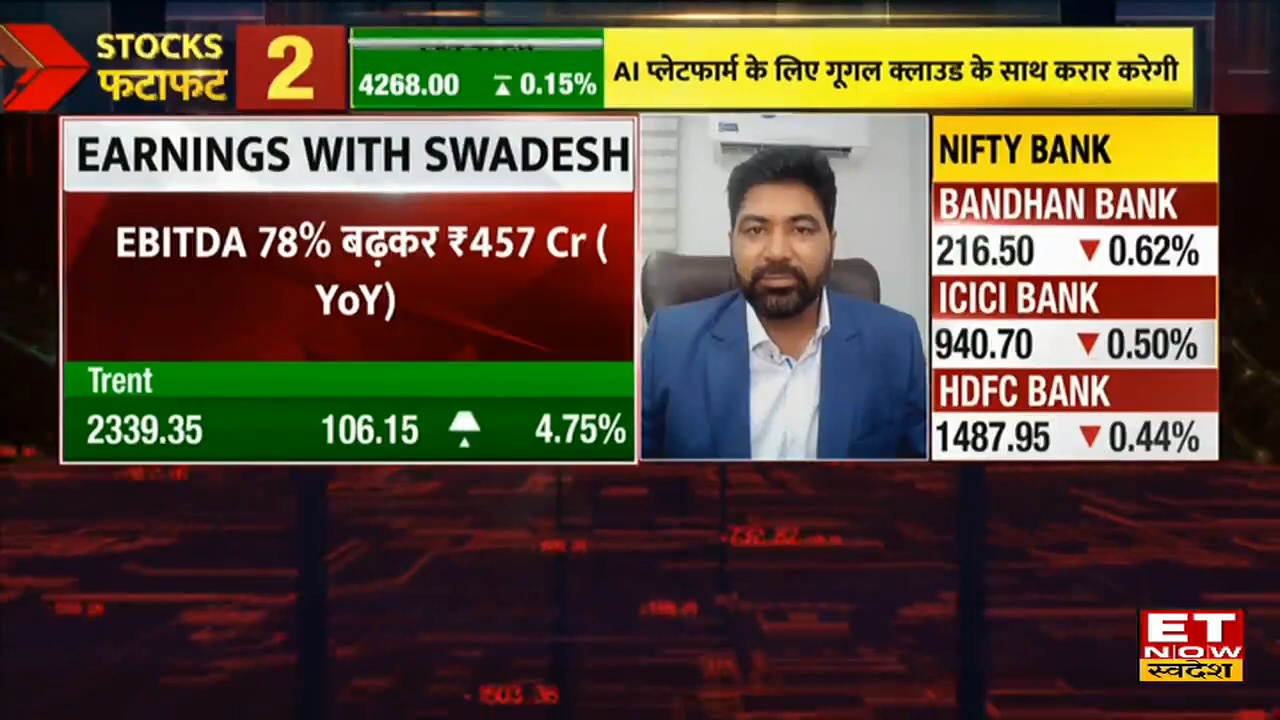 STOCKS
फटाफट
2
4268.00 0.15%
AI प्लेटफार्म के लिए गूगल क्लाउड के साथ करार करेगी
EARNINGS WITH SWADESH
EBITDA 78% बढ़कर ₹457 Cr (
YoY)
Trent
2339.35 106.15 4.75%
NIFTY BANK
BANDHAN BANK
216.50 ▼ 0.62%
ICICI BANK
940.70 ▼ 0.50%
HDFC BANK
1487.95 ▼ 0.44%
ET
NOW
स्वदेश